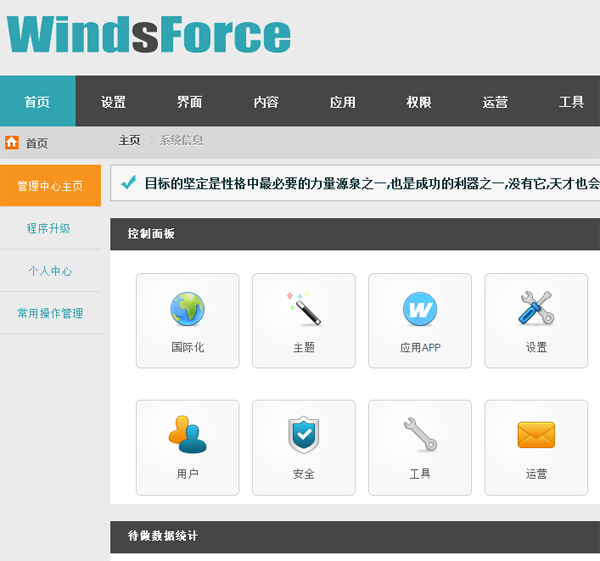 WindsForce
首页 设置 界面 内容 应用 权限 运营 工具
首页 主页 系统信息
管理中心主页
程序升级
个人中心
常用操作管理
目标的坚定是性格中最必要的力量源泉之一,也是成功的利器之一,没有它,天才也会
控制面板
国际化 主题 应用APP 设置
用户 安全 工具 运营
待做数据统计